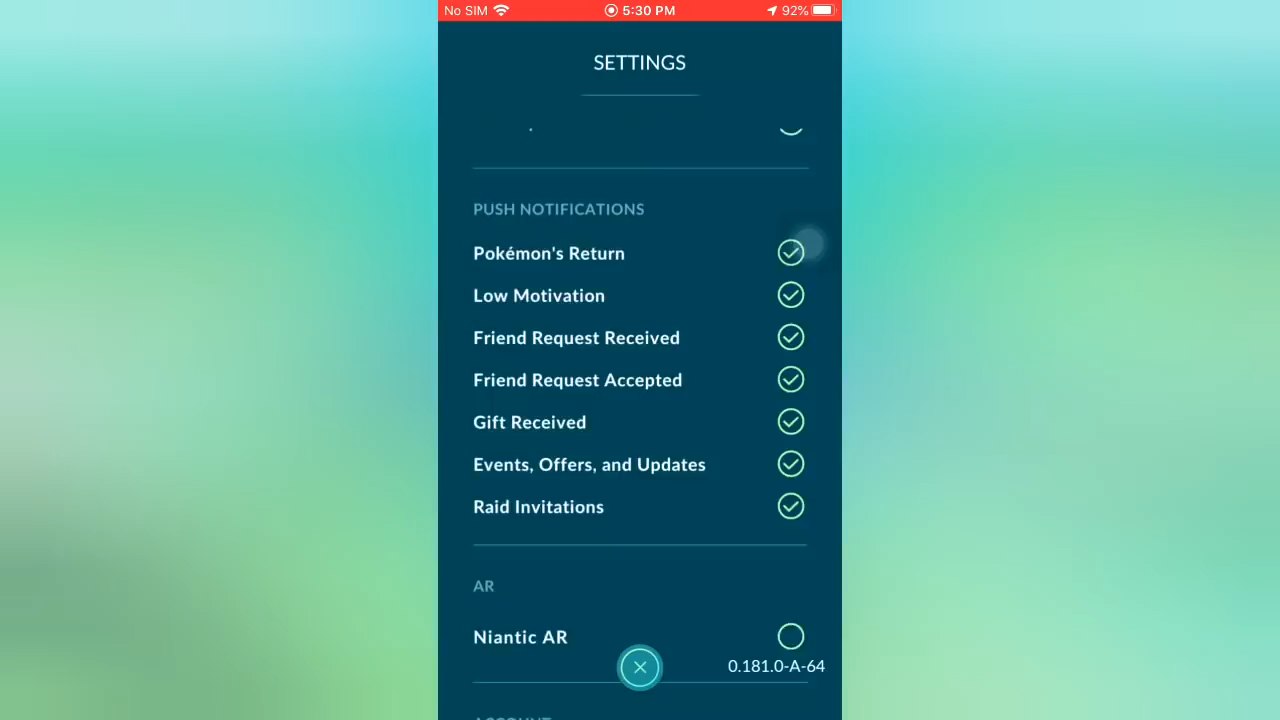 No SIM 5:30 PM 92%
SETTINGS
PUSH NOTIFICATIONS
Pokémon's Return
Low Motivation
Friend Request Received
Friend Request Accepted
Gift Received
Events, Offers, and Updates
Raid Invitations
AR
Niantic AR
0.181.0-A-64